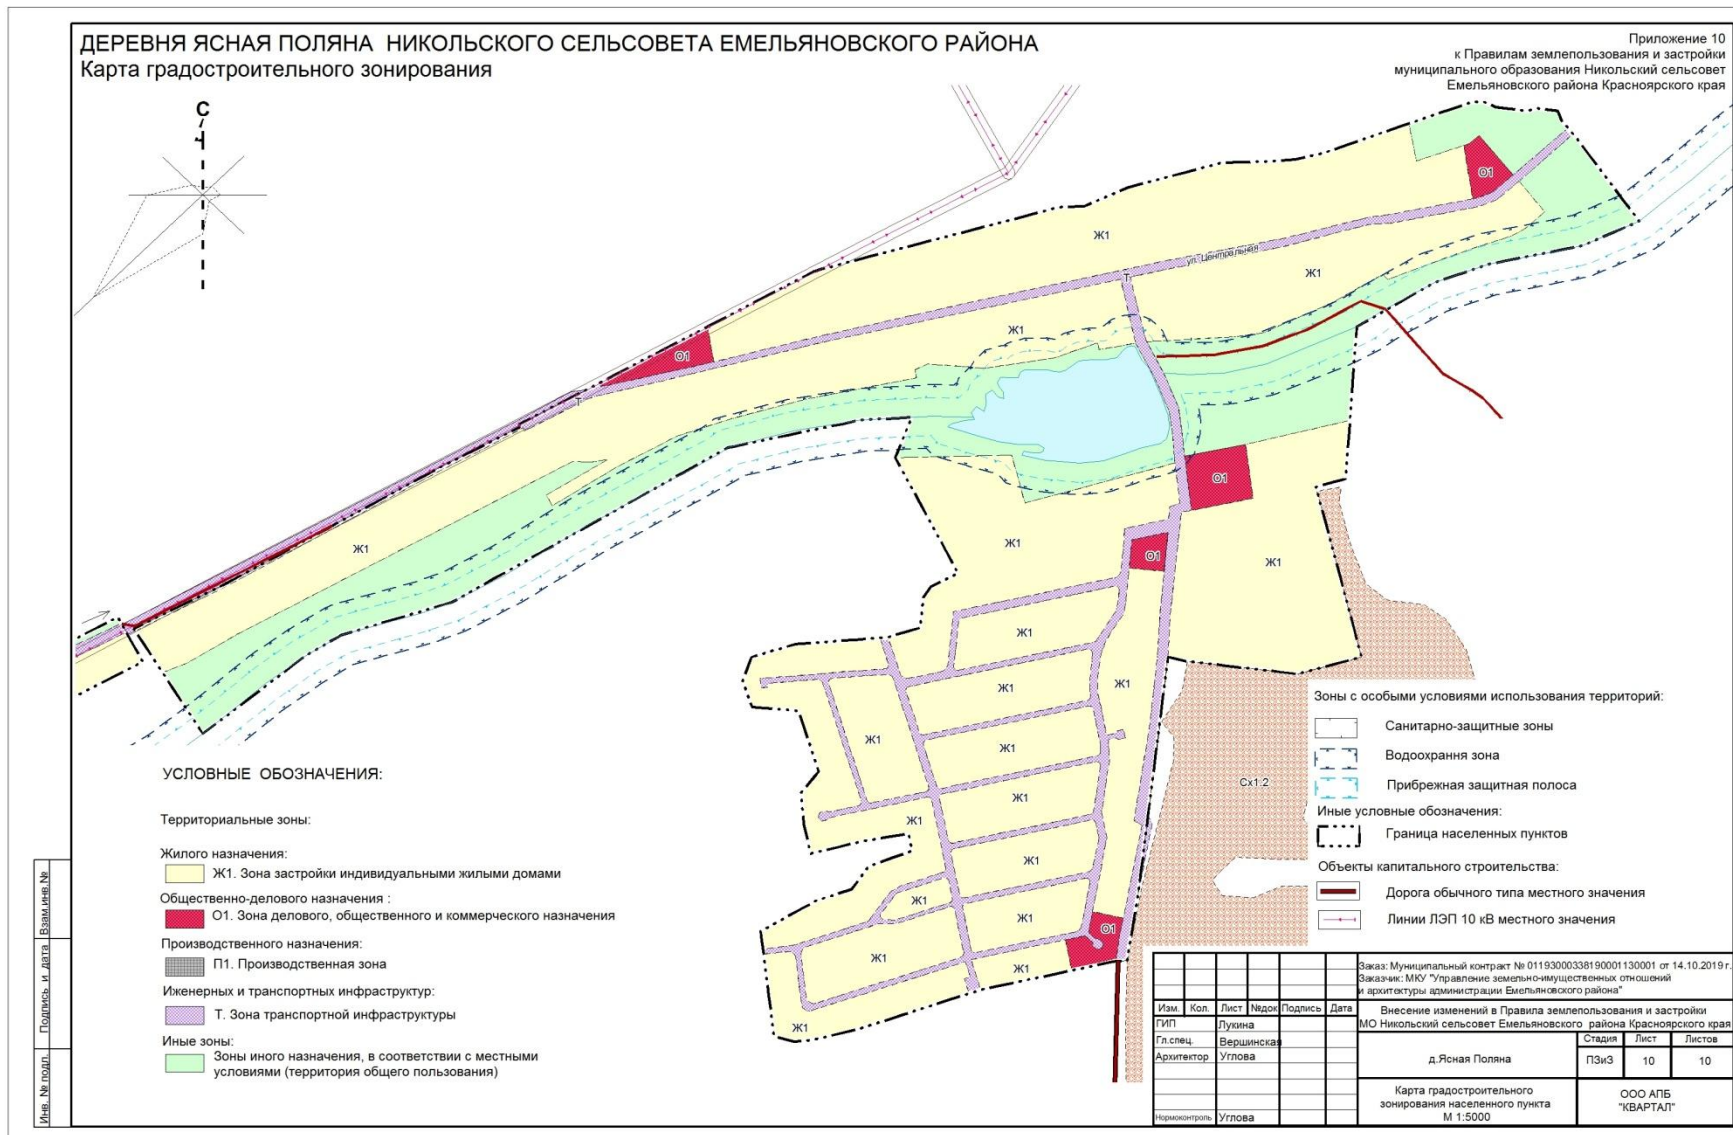 ДЕРЕВНЯ ЯСНАЯ ПОЛЯНА НИКОЛЬСКОГО СЕЛЬСОВЕТА ЕМЕЛЬЯНОВСКОГО РАЙОНА
Карта градостроительного зонирования
Приложение 10
к Правилам землепользования и застройки
муниципального образования Никольский сельсовет
Емельяновского района Красноярского края
С
О1
Ж1
ул. Центральная
Т
Ж1
Ж1
О1
Т
О1
Ж1
Ж1
О1
Ж1
Ж1
Ж1
Ж1
Ж1
Ж1
Ж1
Ж1
Ж1
Ж1
Ж1
Ж1
О1
Ж1
Ж1
Ж1
Сх1.2
УСЛОВНЫЕ ОБОЗНАЧЕНИЯ:
Территориальные зоны:
Жилого назначения:
Ж1. Зона застройки индивидуальными жилыми домами
Общественно-делового назначения :
О1. Зона делового, общественного и коммерческого назначения
Производственного назначения:
П1. Производственная зона
Иженерных и транспортных инфраструктур:
Т. Зона транспортной инфраструктуры
Иные зоны:
Зоны иного назначения, в соответствии с местными
условиями (территория общего пользования)
Зоны с особыми условиями использования территорий:
Санитарно-защитные зоны
Водоохрання зона
Прибрежная защитная полоса
Иные условные обозначения:
Граница населенных пунктов
Объекты капитального строительства:
Дорога обычного типа местного значения
Линии ЛЭП 10 кВ местного значения
Взам.инв.№
Подпись и дата
Инв. № подл.
Заказ: Муниципальный контракт № 01193000338190001130001 от 14.10.2019 г.
Заказчик: МКУ "Управление земельно-имущественных отношений
и архитектуры администрации Емельяновского района"
Изм. Кол. Лист №док Подпись Дата
Внесение изменений в Правила землепользования и застройки
МО Никольский сельсовет Емельяновского района Красноярского края
ГИП Лукина
Гл.спец. Вершинская
Архитектор Углова
д.Ясная Поляна
Стадия Лист Листов
ПЗиЗ 10 10
Карта градостроительного
зонирования населенного пункта
М 1:5000
ООО АПБ
"КВАРТАЛ"
Нормоконтроль Углова